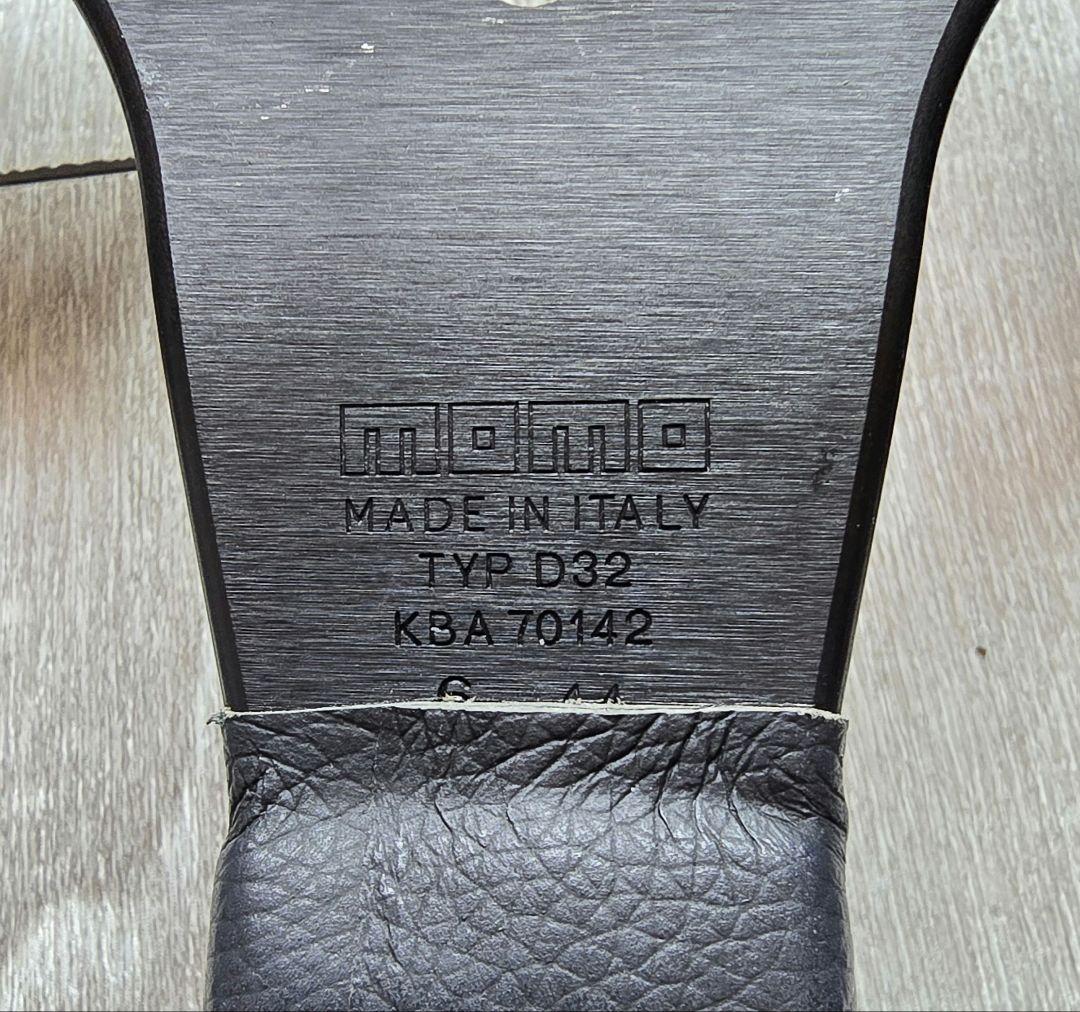 momo
MADE IN ITALY
TYP D32
KBA 70142